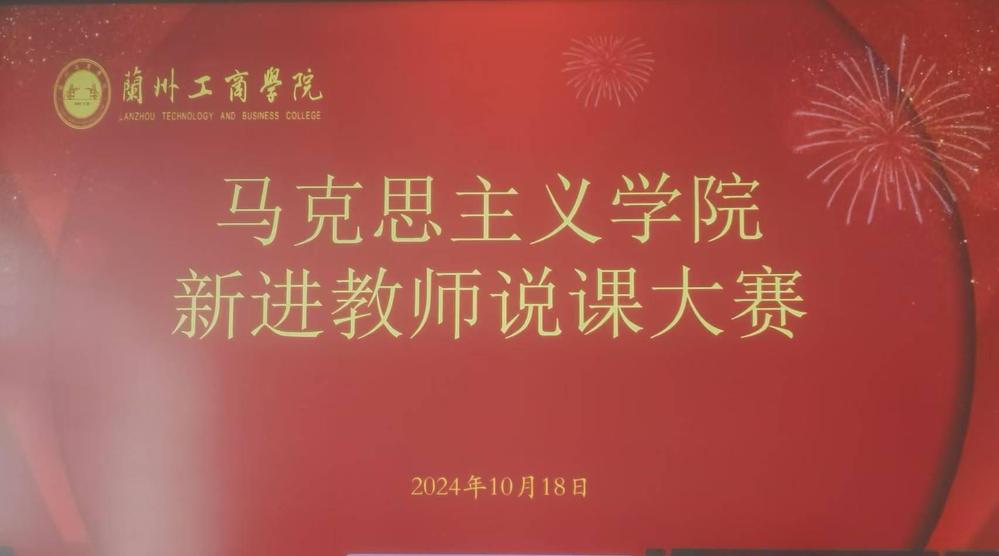 蘭州工商學院
LANZHOU TECHNOLOGY AND BUSINESS COLLEGE
马克思主义学院
新进教师说课大赛
2024年10月18日